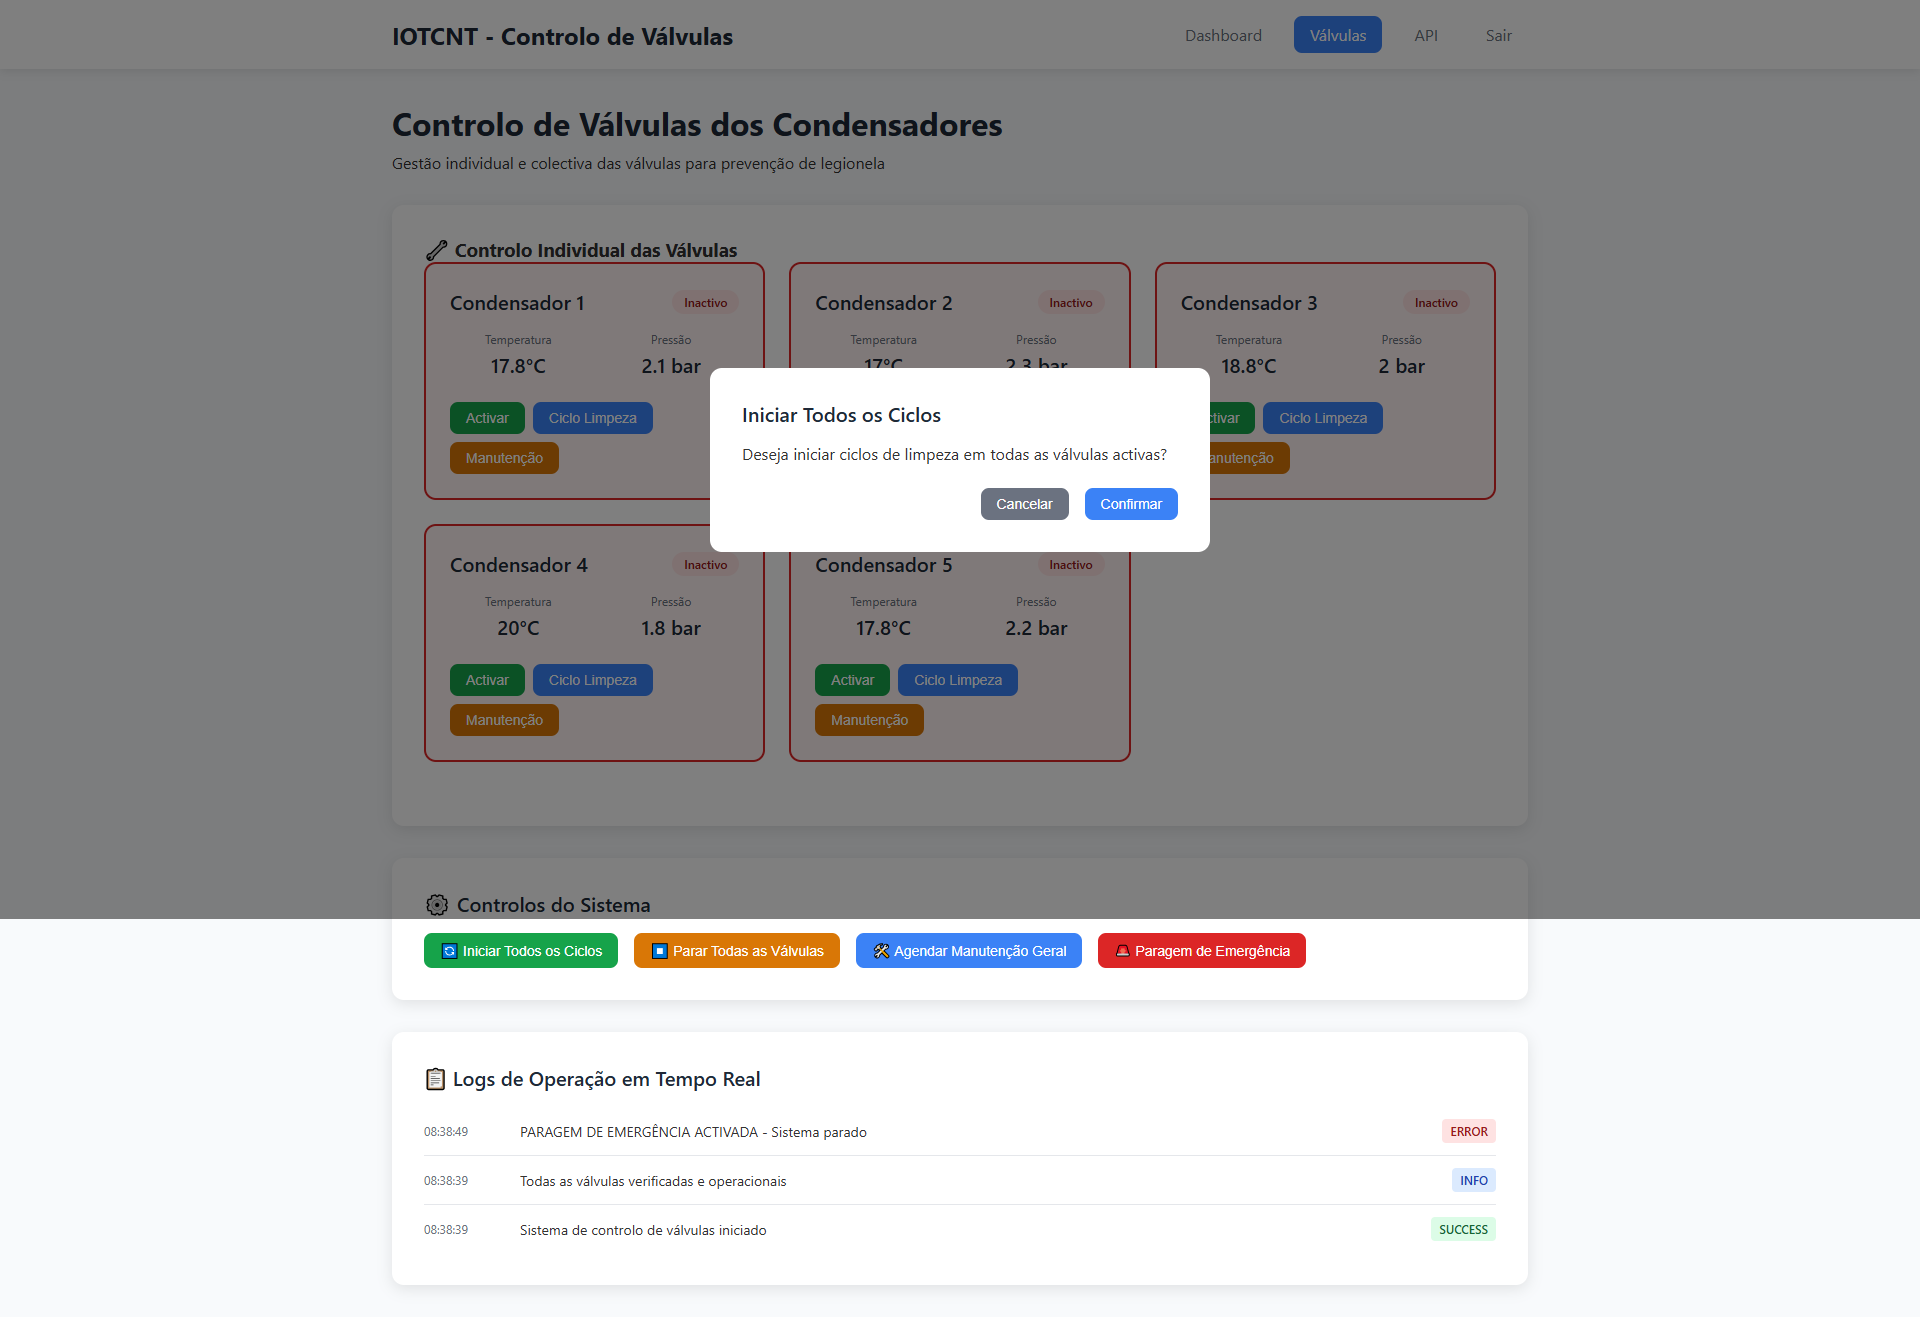 IOTCNT - Controlo de Válvulas
Dashboard
Válvulas
API
Sair
Controlo de Válvulas dos Condensadores
Gestão individual e colectiva das válvulas para prevenção de legionela
Controlo Individual das Válvulas
Condensador 1
Inactivo
Temperatura
Pressão
17.8°C
2.1 bar
Activar
Ciclo Limpeza
Manutenção
Condensador 2
Inactivo
Temperatura
Pressão
17°C
2.3 bar
Condensador 3
Inactivo
Temperatura
Pressão
18.8°C
2 bar
ctivar
Ciclo Limpeza
anutenção
Iniciar Todos os Ciclos
Deseja iniciar ciclos de limpeza em todas as válvulas activas?
Cancelar
Confirmar
Condensador 4
Inactivo
Temperatura
Pressão
20°C
1.8 bar
Activar
Ciclo Limpeza
Manutenção
Condensador 5
Inactivo
Temperatura
Pressão
17.8°C
2.2 bar
Activar
Ciclo Limpeza
Manutenção
Controlos do Sistema
Iniciar Todos os Ciclos
Parar Todas as Válvulas
Agendar Manutenção Geral
Paragem de Emergência
Logs de Operação em Tempo Real
08:38:49 PARAGEM DE EMERGÊNCIA ACTIVADA - Sistema parado ERROR
08:38:39 Todas as válvulas verificadas e operacionais INFO
08:38:39 Sistema de controlo de válvulas iniciado SUCCESS